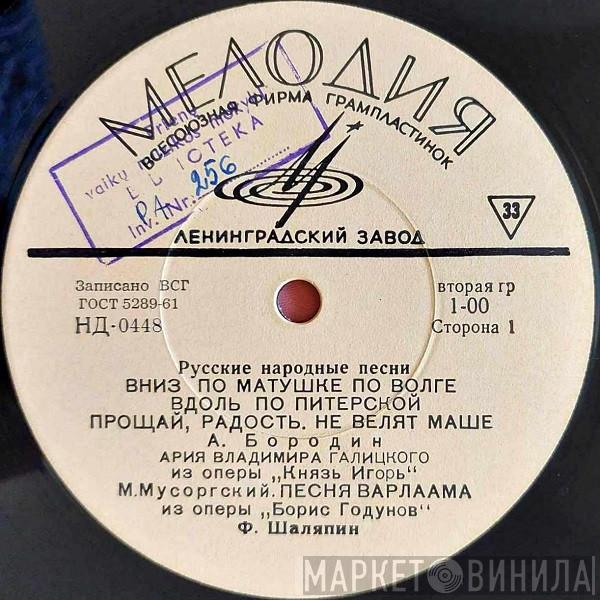 МЕЛОДИЯ
ВСЕСОЮЗНАЯ ФИРМА ГРАМПЛАСТИНОК
vaikų
Inv. Nr.
PA 256
33
ЛЕНИНГРАДСКИЙ ЗАВОД
Записано ВСГ
ГОСТ 5289-61
НД-0448
вторая гр
1-00
Сторона 1
Русские народные песни
ВНИЗ ПО МАТУШКЕ ПО ВОЛГЕ
ВДОЛЬ ПО ПИТЕРСКОЙ
ПРОЩАЙ, РАДОСТЬ. НЕ ВЕЛЯТ МАШЕ
А. Бородин
АРИЯ ВЛАДИМИРА ГАЛИЦКОГО
из оперы „Князь Игорь"
М.Мусоргский. ПЕСНЯ ВАРЛААМА
из оперы „Борис Годунов"
Ф. Шаляпин
МАРКЕТ ВИНИЛА